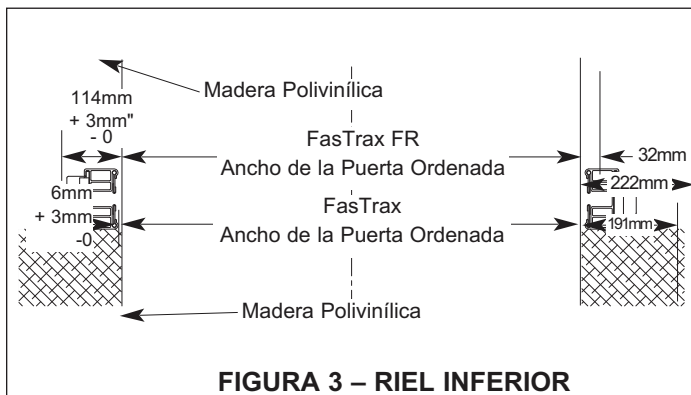 Madera Polivinílica
114mm
+ 3mm"
- 0
FasTrax FR
Ancho de la Puerta Ordenada
32mm
6mm
222mm
+ 3mm
FasTrax
191mm
-0
Ancho de la Puerta Ordenada
Madera Polivinílica
FIGURA 3 – RIEL INFERIOR